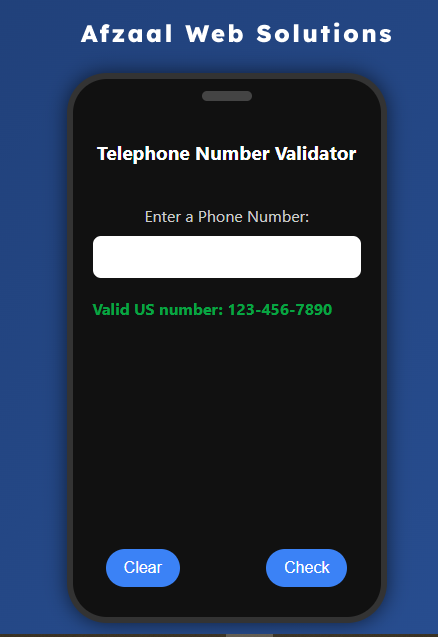 Afzaal Web Solutions
Telephone Number Validator
Enter a Phone Number:
Valid US number: 123-456-7890
Clear
Check